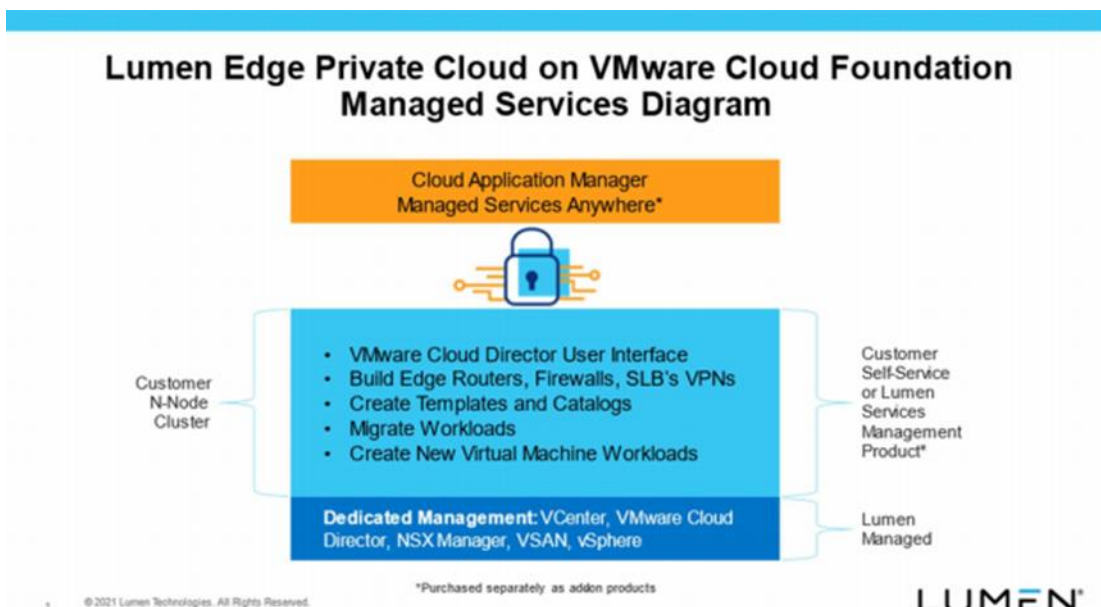 Lumen Edge Private Cloud on VMware Cloud Foundation
Managed Services Diagram
Cloud Application Manager
Managed Services Anywhere*
Customer
N-Node
Cluster
• VMware Cloud Director User Interface
• Build Edge Routers, Firewalls, SLB's VPNs
• Create Templates and Catalogs
• Migrate Workloads
• Create New Virtual Machine Workloads
Customer
Self-Service
or Lumen
Services
Management
Product*
Dedicated Management: VCenter, VMware Cloud
Director, NSX Manager, VSAN, vSphere
Lumen
Managed
*Purchased separately as addon products
© 2021 Lumen Technologies. All Rights Reserved.
LUMEN®